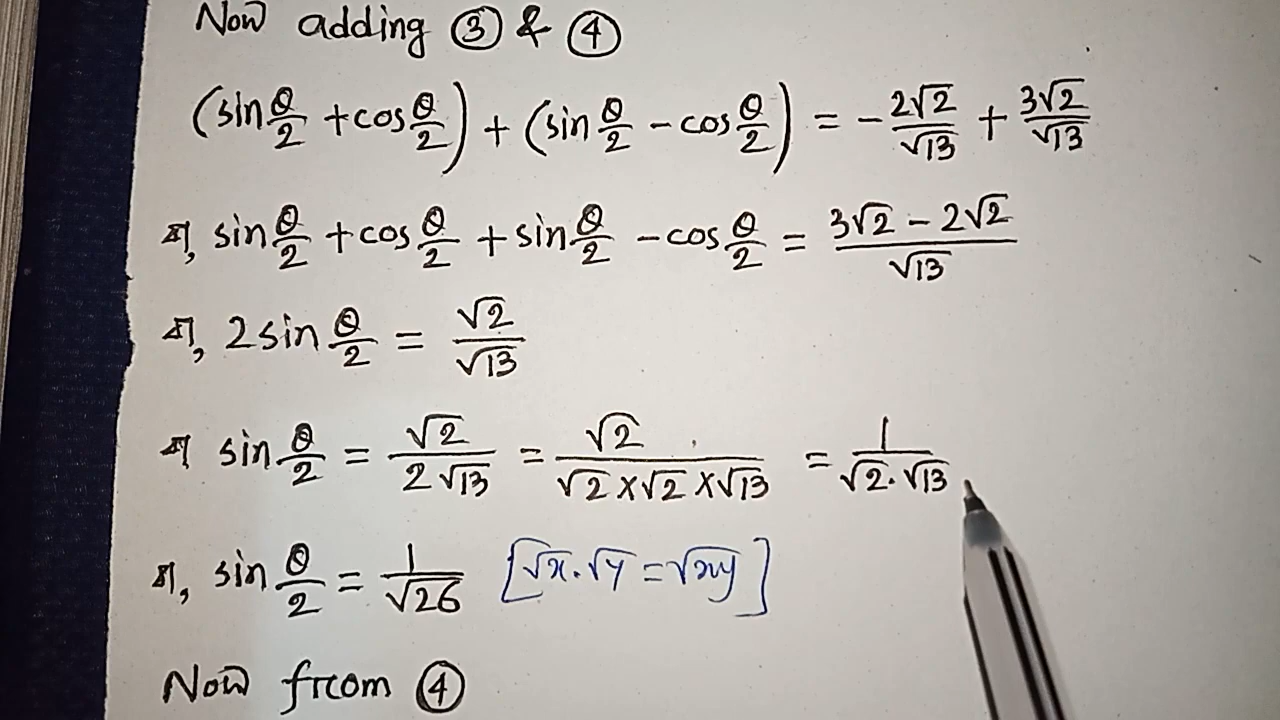 Now adding ③ & ④
(sin θ/2 + cos θ/2) + (sin θ/2 − cos θ/2) = − 2√2/√13 + 3√2/√13
বা, sin θ/2 + cos θ/2 + sin θ/2 − cos θ/2 = (3√2 − 2√2)/√13
বা, 2 sin θ/2 = √2/√13
বা sin θ/2 = √2/(2√13) = √2/(√2 × √2 × √13) = 1/(√2 . √13)
বা, sin θ/2 = 1/√26 [√x . √y = √xy]
Now from ④